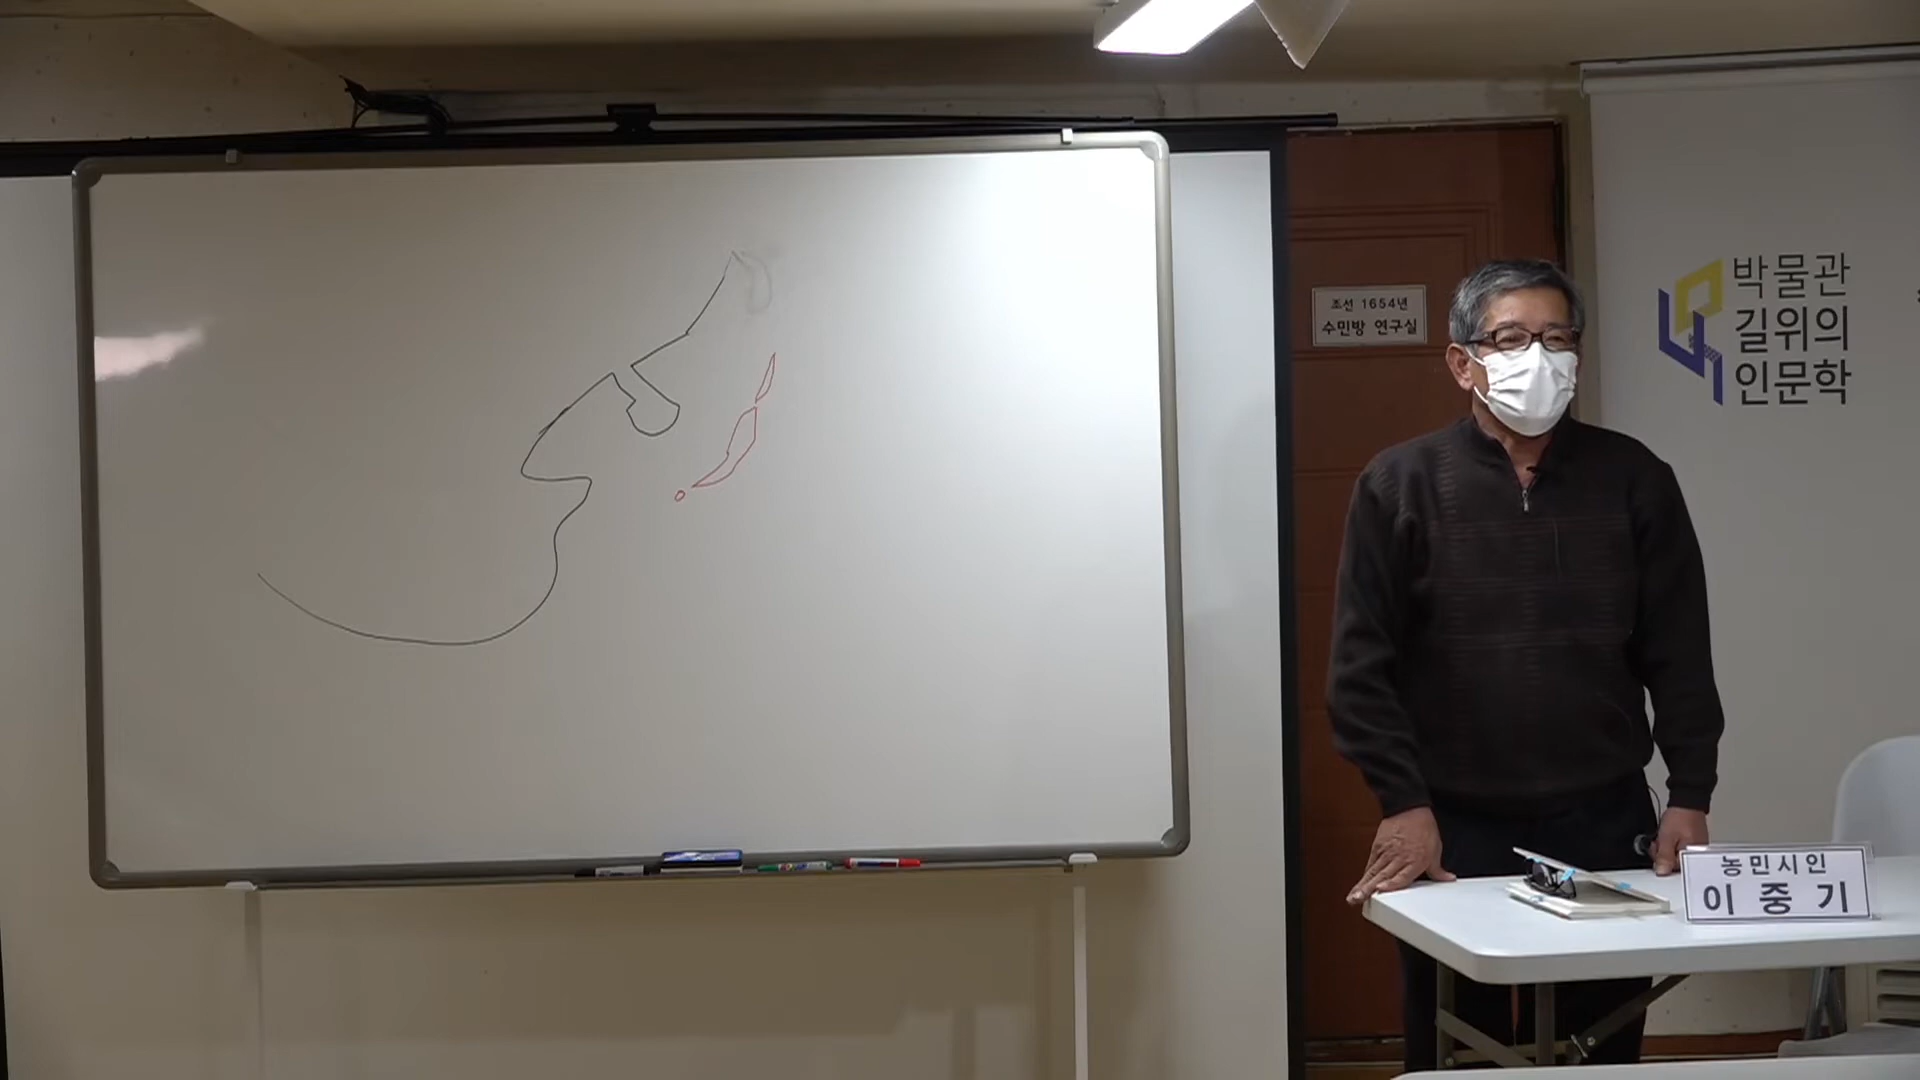 조선 1654년
수민방 연구실
박물관
길위의
인문학
농민시인
이중기